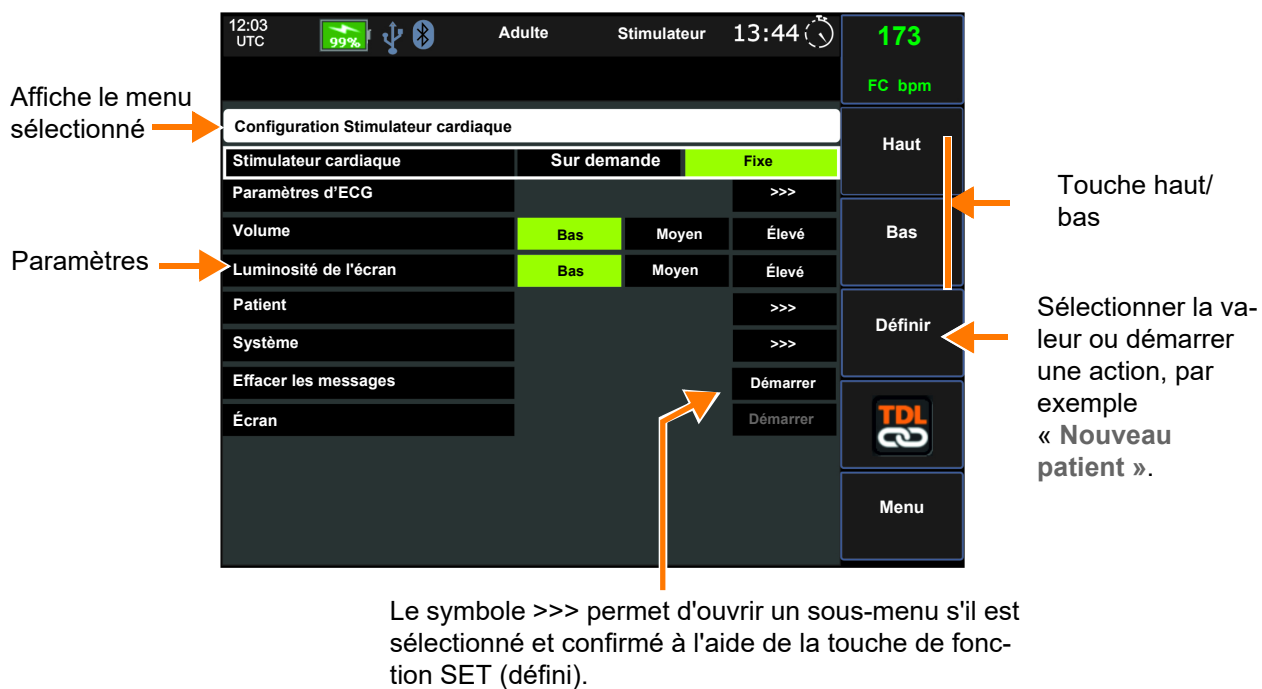 12:03
UTC
99%
Adulte
Stimulateur
13:44
173
FC bpm
Affiche le menu
sélectionné
Configuration Stimulateur cardiaque
Stimulateur cardiaque Sur demande Fixe
Paramètres d’ECG >>>
Volume Bas Moyen Élevé
Luminosité de l'écran Bas Moyen Élevé
Patient >>>
Système >>>
Effacer les messages Démarrer
Écran Démarrer
Paramètres
Haut
Bas
Définir
TDL
Menu
Touche haut/
bas
Sélectionner la va-
leur ou démarrer
une action, par
exemple
« Nouveau
patient ».
Le symbole >>> permet d'ouvrir un sous-menu s'il est
sélectionné et confirmé à l'aide de la touche de fonc-
tion SET (défini).